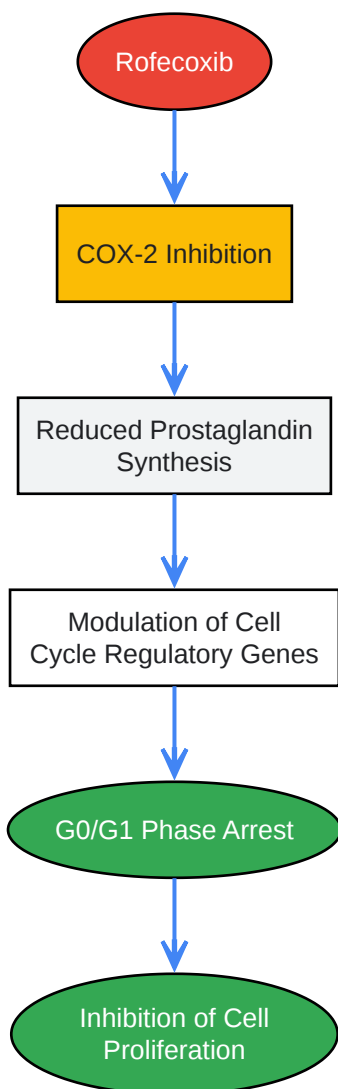 Rofecoxib
COX-2 Inhibition
Reduced Prostaglandin
Synthesis
Modulation of Cell
Cycle Regulatory Genes
G0/G1 Phase Arrest
Inhibition of Cell
Proliferation